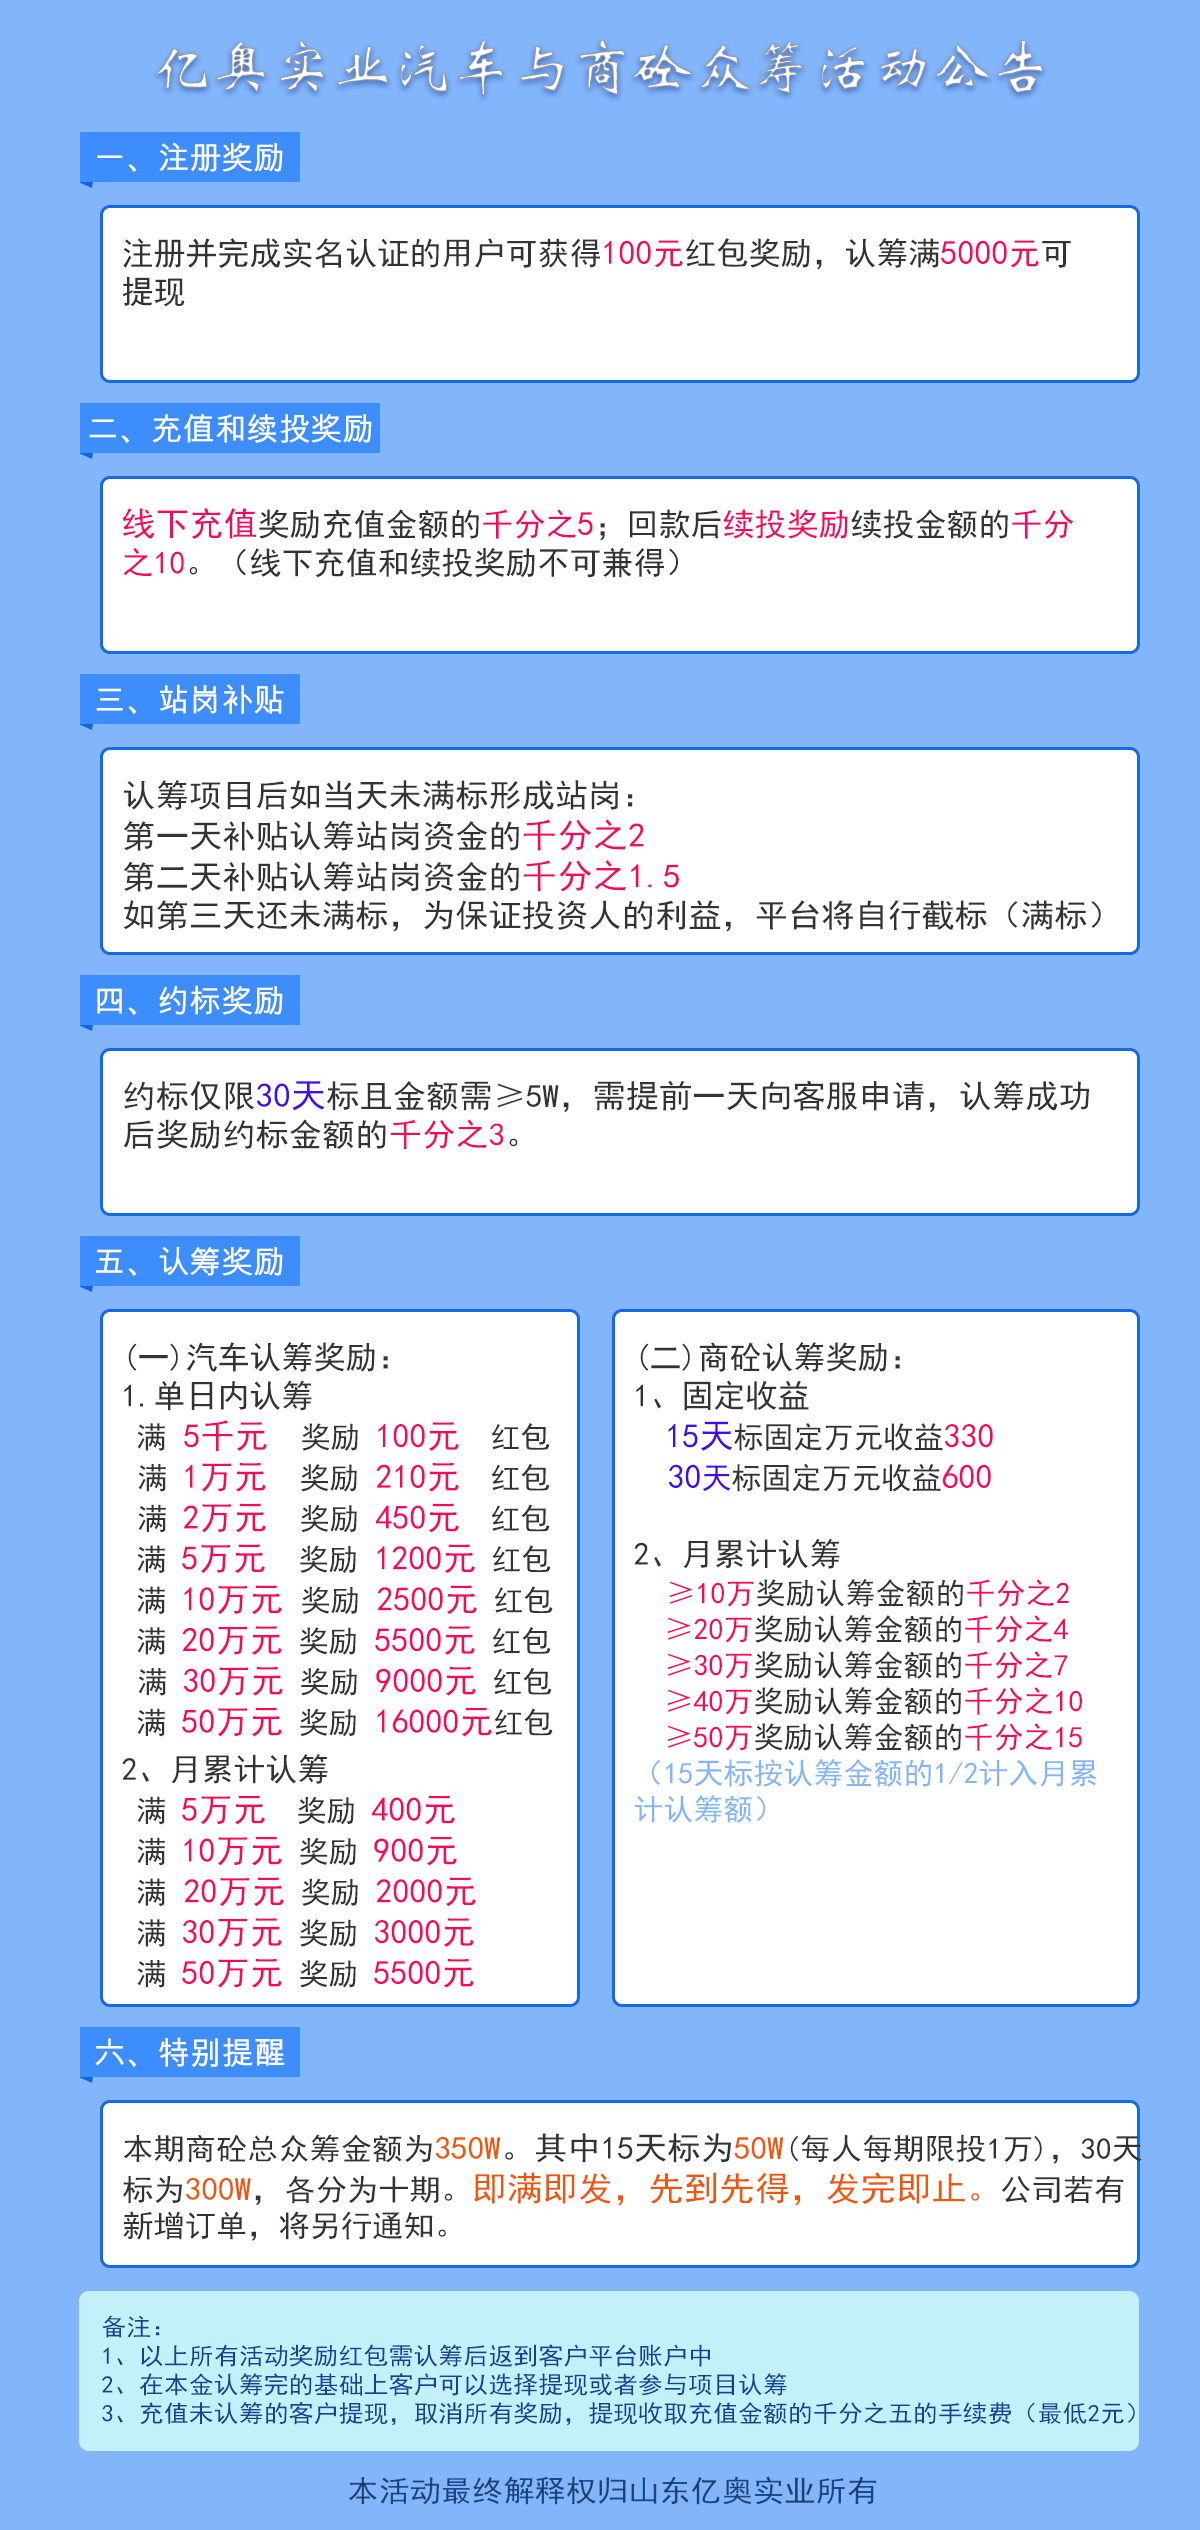 亿奥实业汽车与商砼众筹活动公告
一、注册奖励
注册并完成实名认证的用户可获得100元红包奖励，认筹满5000元可
提现
二、充值和续投奖励
线下充值奖励充值金额的千分之5；回款后续投奖励续投金额的千分
之10。（线下充值和续投奖励不可兼得）
三、站岗补贴
认筹项目后如当天未满标形成站岗：
第一天补贴认筹站岗资金的千分之2
第二天补贴认筹站岗资金的千分之1.5
如第三天还未满标，为保证投资人的利益，平台将自行截标（满标）
四、约标奖励
约标仅限30天标且金额需≥5W，需提前一天向客服申请，认筹成功
后奖励约标金额的千分之3。
五、认筹奖励
(一)汽车认筹奖励：
1.单日内认筹
满 5千元 奖励 100元 红包
满 1万元 奖励 210元 红包
满 2万元 奖励 450元 红包
满 5万元 奖励 1200元 红包
满 10万元 奖励 2500元 红包
满 20万元 奖励 5500元 红包
满 30万元 奖励 9000元 红包
满 50万元 奖励 16000元红包
2、月累计认筹
满 5万元 奖励 400元
满 10万元 奖励 900元
满 20万元 奖励 2000元
满 30万元 奖励 3000元
满 50万元 奖励 5500元
(二)商砼认筹奖励：
1、固定收益
15天标固定万元收益330
30天标固定万元收益600
2、月累计认筹
≥10万奖励认筹金额的千分之2
≥20万奖励认筹金额的千分之4
≥30万奖励认筹金额的千分之7
≥40万奖励认筹金额的千分之10
≥50万奖励认筹金额的千分之15
（15天标按认筹金额的1/2计入月累
计认筹额）
六、特别提醒
本期商砼总众筹金额为350W。其中15天标为50W(每人每期限投1万)，30天
标为300W，各分为十期。即满即发，先到先得，发完即止。公司若有
新增订单，将另行通知。
备注：
1、以上所有活动奖励红包需认筹后返到客户平台账户中
2、在本金认筹完的基础上客户可以选择提现或者参与项目认筹
3、充值未认筹的客户提现，取消所有奖励，提现收取充值金额的千分之五的手续费（最低2元）
本活动最终解释权归山东亿奥实业所有